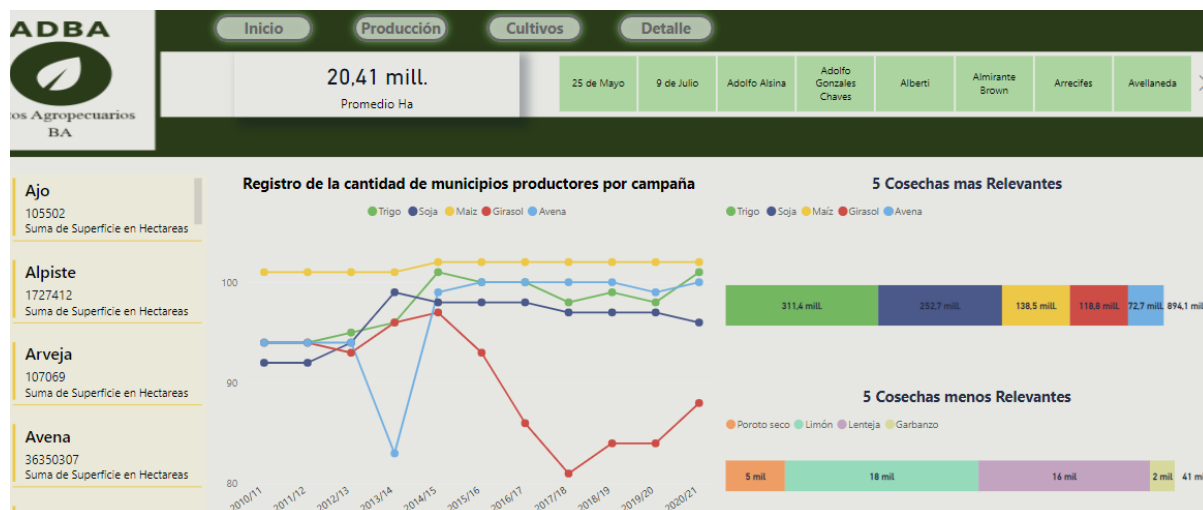 ADBA
os Agropecuarios
BA
Inicio
Producción
Cultivos
Detalle
20,41 mill.
Promedio Ha
25 de Mayo
9 de Julio
Adolfo Alsina
Adolfo
Gonzales
Chaves
Alberti
Almirante
Brown
Arrecifes
Avellaneda
Ajo
105502
Suma de Superficie en Hectareas
Alpiste
1727412
Suma de Superficie en Hectareas
Arveja
107069
Suma de Superficie en Hectareas
Avena
36350307
Suma de Superficie en Hectareas
Registro de la cantidad de municipios productores por campaña
Trigo Soja Maiz Girasol Avena
100
90
80
2010/11
2011/12
2012/13
2013/14
2014/15
2015/16
2016/17
2017/18
2018/19
2019/20
2020/21
5 Cosechas mas Relevantes
Trigo Soja Maíz Girasol Avena
311,4 mill. 252,7 mill. 138,5 mill. 118,8 mill. 72,7 mill. 894,1 mil
5 Cosechas menos Relevantes
Poroto seco Limón Lenteja Garbanzo
5 mil 18 mil 16 mil 2 mil 41 mi